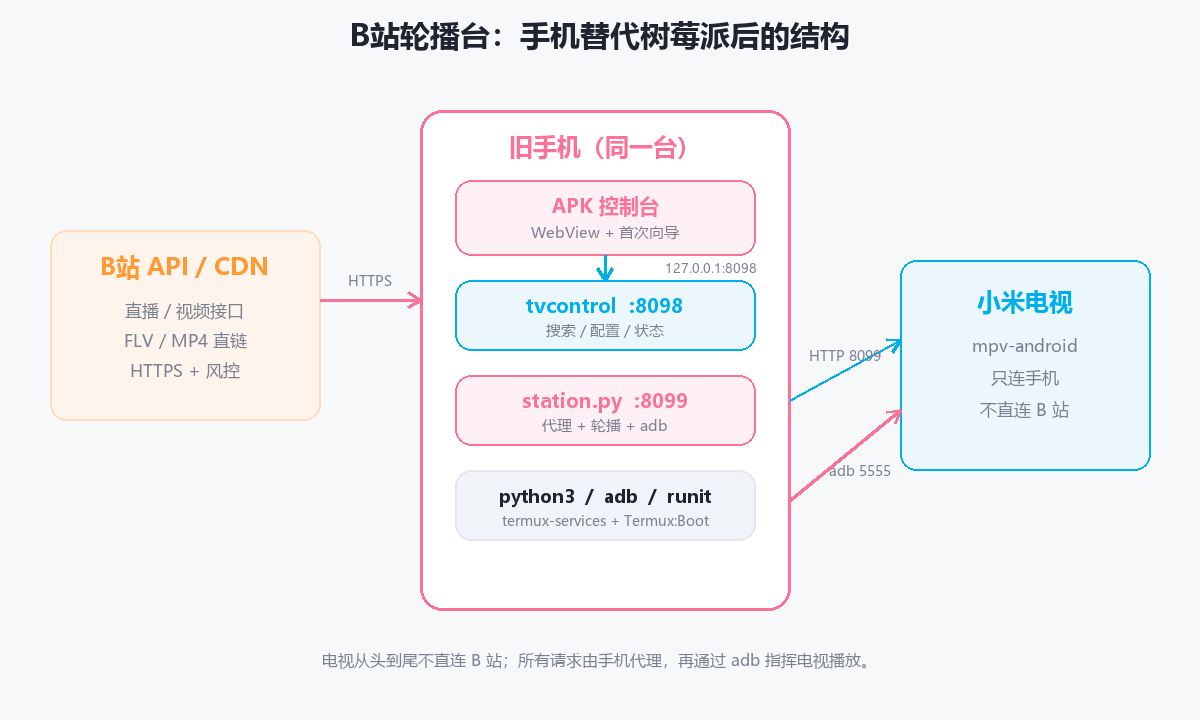 B站轮播台：手机替代树莓派后的结构
旧手机（同一台）
APK 控制台
WebView + 首次向导
127.0.0.1:8098
tvcontrol :8098
搜索 / 配置 / 状态
station.py :8099
代理 + 轮播 + adb
python3 / adb / runit
termux-services + Termux:Boot
B站 API / CDN
直播 / 视频接口
FLV / MP4 直链
HTTPS + 风控
HTTPS
HTTP 8099
adb 5555
小米电视
mpv-android
只连手机
不直连 B 站
电视从头到尾不直连 B 站；所有请求由手机代理，再通过 adb 指挥电视播放。